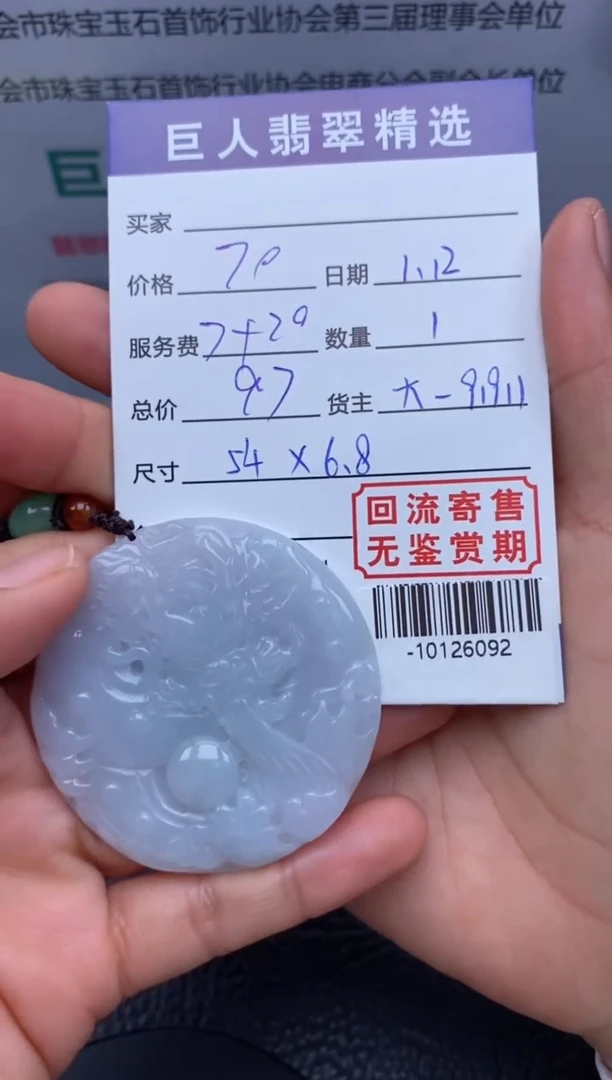 会市珠宝玉石首饰行业协会第三届理事会单位
会市珠宝玉石首饰行业协会电商分会副会长单位
巨
巨人翡翠精选
买家
价格 70 日期 1.12
服务费 7+20 数量 1
总价 97 货主
尺寸 54 × 6.8
回流寄售
无鉴赏期
-10126092